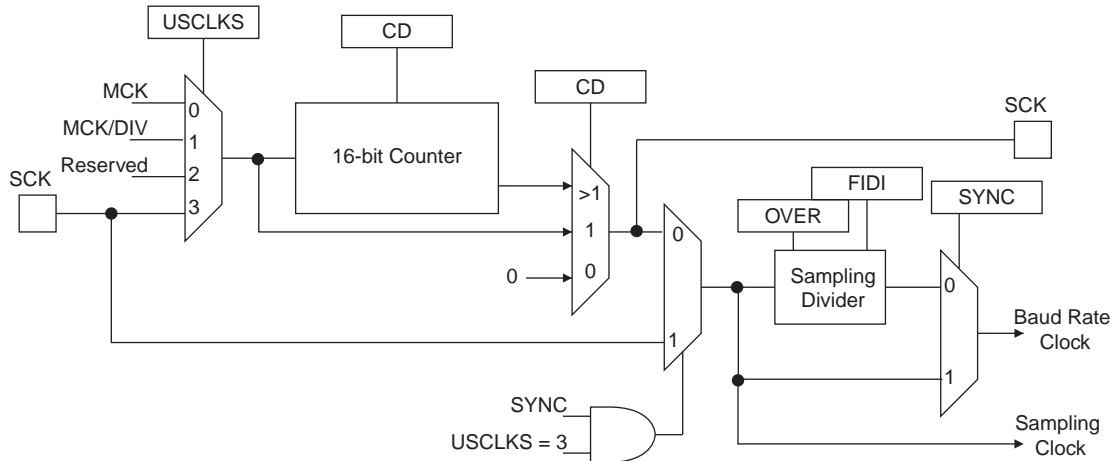 USCLKS
CD
CD
MCK
0
MCK/DIV
1
Reserved
2
SCK
3
16-bit Counter
>1
1
0
0
SCK
FIDI
OVER
SYNC
0
Sampling
Divider
0
Baud Rate
Clock
1
1
SYNC
USCLKS = 3
Sampling
Clock